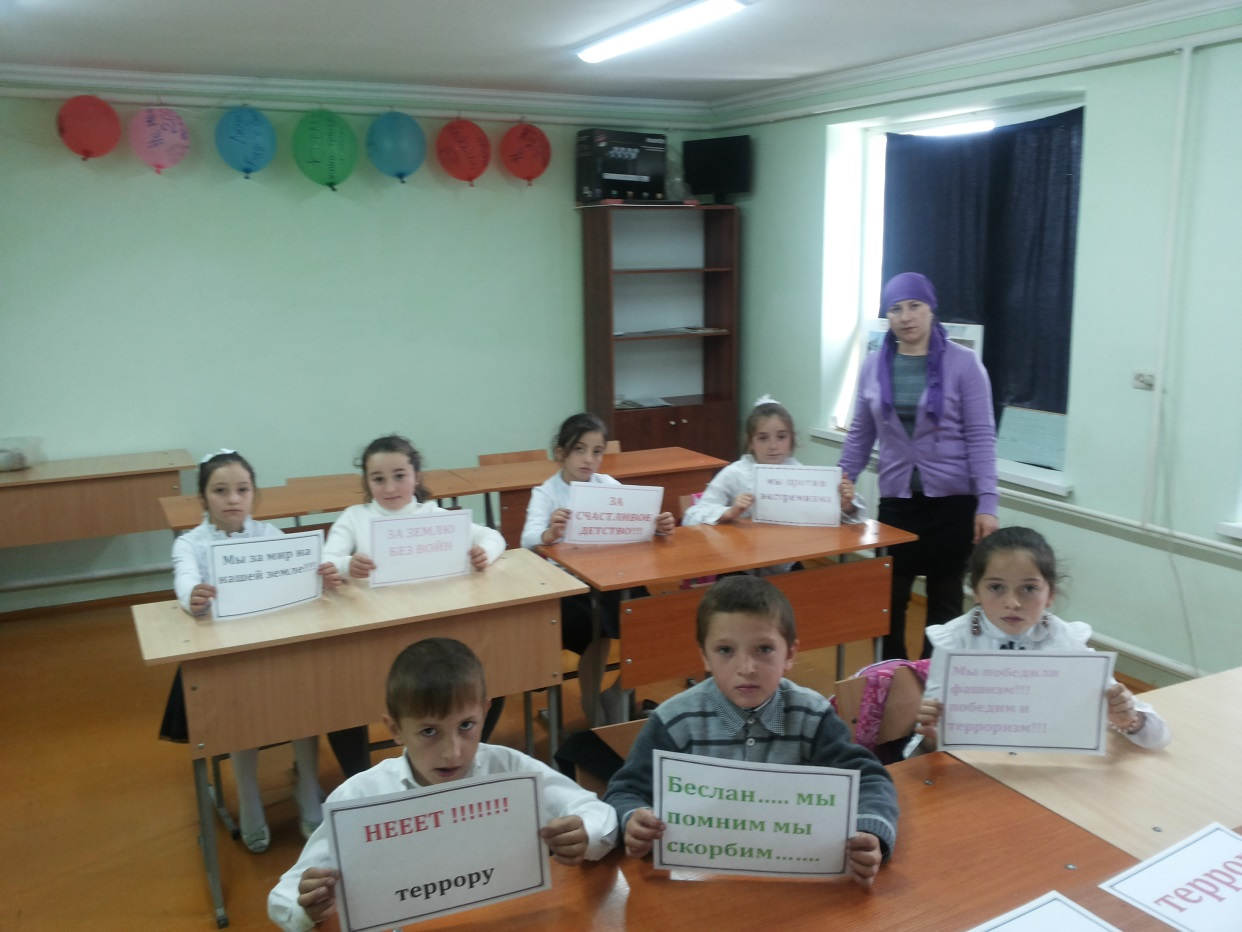 Мы за мир на
нашей земле!!!!
ЗА ЗЕМЛЮ
БЕЗ ВОЙН
ЗА
СЧАСТЛИВОЕ
ДЕТСТВО!!!
мы против
экстремизма
НЕЕЕТ !!!!!!!
террору
Беслан..... мы
помним мы
скорбим.......
Мы победили
фашизм!!!
победим и
терроризм!!!